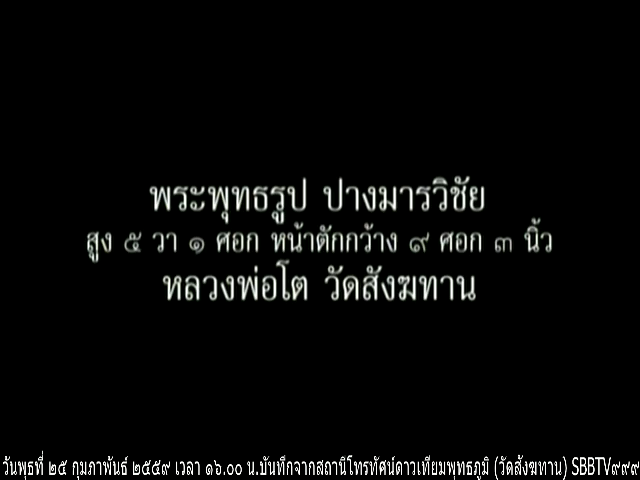 พระพุทธรูป ปางมารวิชัย
สูง ๕ วา ๑ ศอก หน้าตักกว้าง ๙ ศอก ๓ นิ้ว
หลวงพ่อโต วัดสังฆทาน
วันพุธที่ ๒๕ กุมภาพันธ์ ๒๕๕๙ เวลา ๑๖.๐๐ น.บันทึกจากสถานีโทรทัศน์ดาวเทียมพุทธภูมิ (วัดสังฆทาน) SBBTV๙๙๙